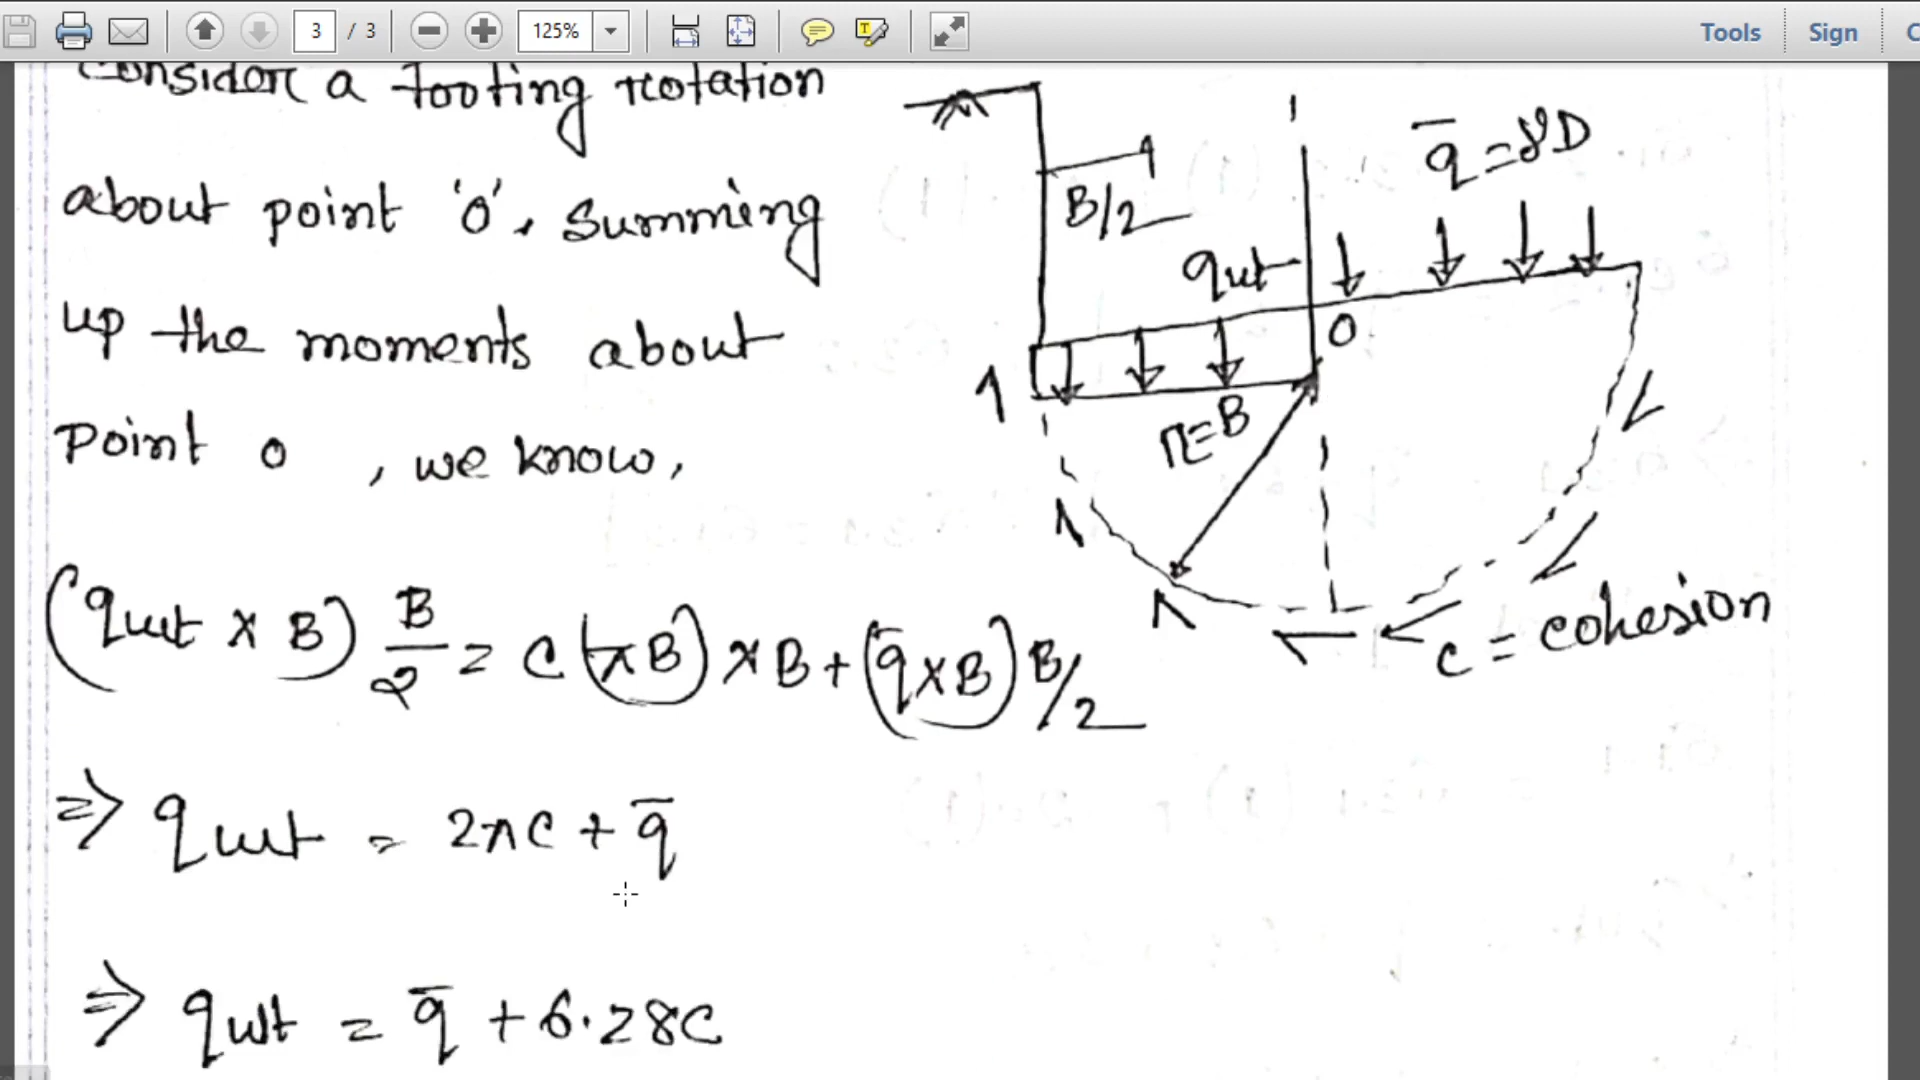 3 / 3
125%
Tools
Sign
C
Consider a footing rotation
about point 'o', summing
up the moments about
Point o , we know,
(qult × B) B/2 = c (π B) × B + (q̄ × B) B/2
⇒ qult = 2πc + q̄
⇒ qult = q̄ + 6.28c
q̄ = γD
B/2
qult
O
r = B
c = cohesion